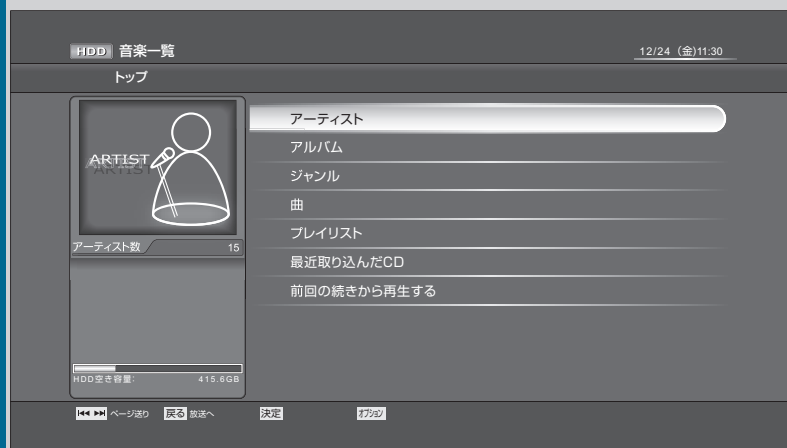 HDD 音楽一覧
12/24 (金)11:30
トップ
ARTIST
ARTIST
アーティスト数 15
アーティスト
アルバム
ジャンル
曲
プレイリスト
最近取り込んだCD
前回の続きから再生する
HDD空き容量: 415.6GB
ページ送り 戻る 放送へ 決定 オプション